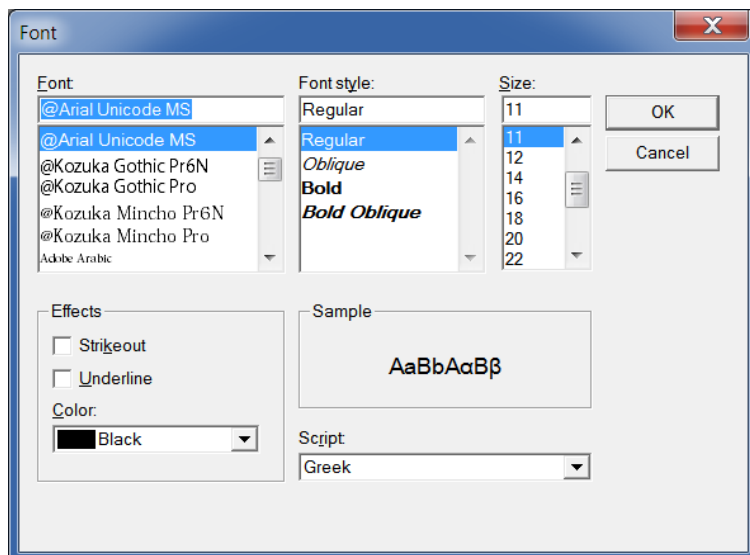 Font
Font:
@Arial Unicode MS
@Arial Unicode MS
@Kozuka Gothic Pr6N
@Kozuka Gothic Pro
@Kozuka Mincho Pr6N
@Kozuka Mincho Pro
Adobe Arabic
Font style:
Regular
Regular
Oblique
Bold
Bold Oblique
Size:
11
11
12
14
16
18
20
22
OK
Cancel
Effects
Strikeout
Underline
Color:
Black
Sample
AaBbAαBβ
Script:
Greek